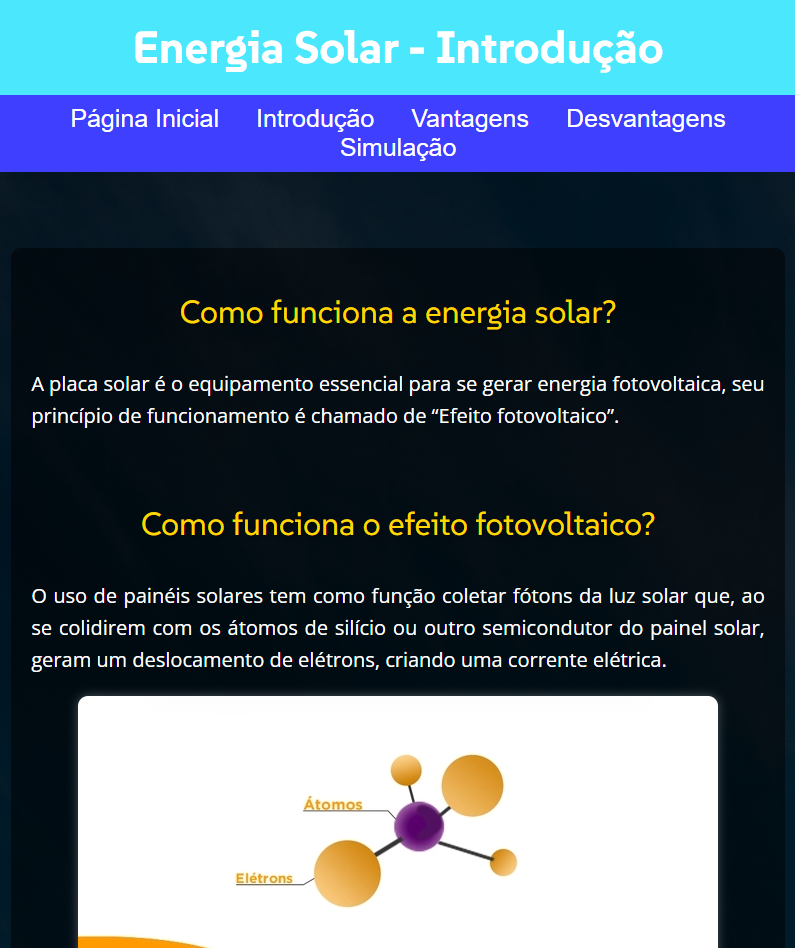 Energia Solar - Introdução
Página Inicial Introdução Vantagens Desvantagens
Simulação
Como funciona a energia solar?
A placa solar é o equipamento essencial para se gerar energia fotovoltaica, seu
princípio de funcionamento é chamado de “Efeito fotovoltaico”.
Como funciona o efeito fotovoltaico?
O uso de painéis solares tem como função coletar fótons da luz solar que, ao
se colidirem com os átomos de silício ou outro semicondutor do painel solar,
geram um deslocamento de elétrons, criando uma corrente elétrica.
Átomos
Elétrons